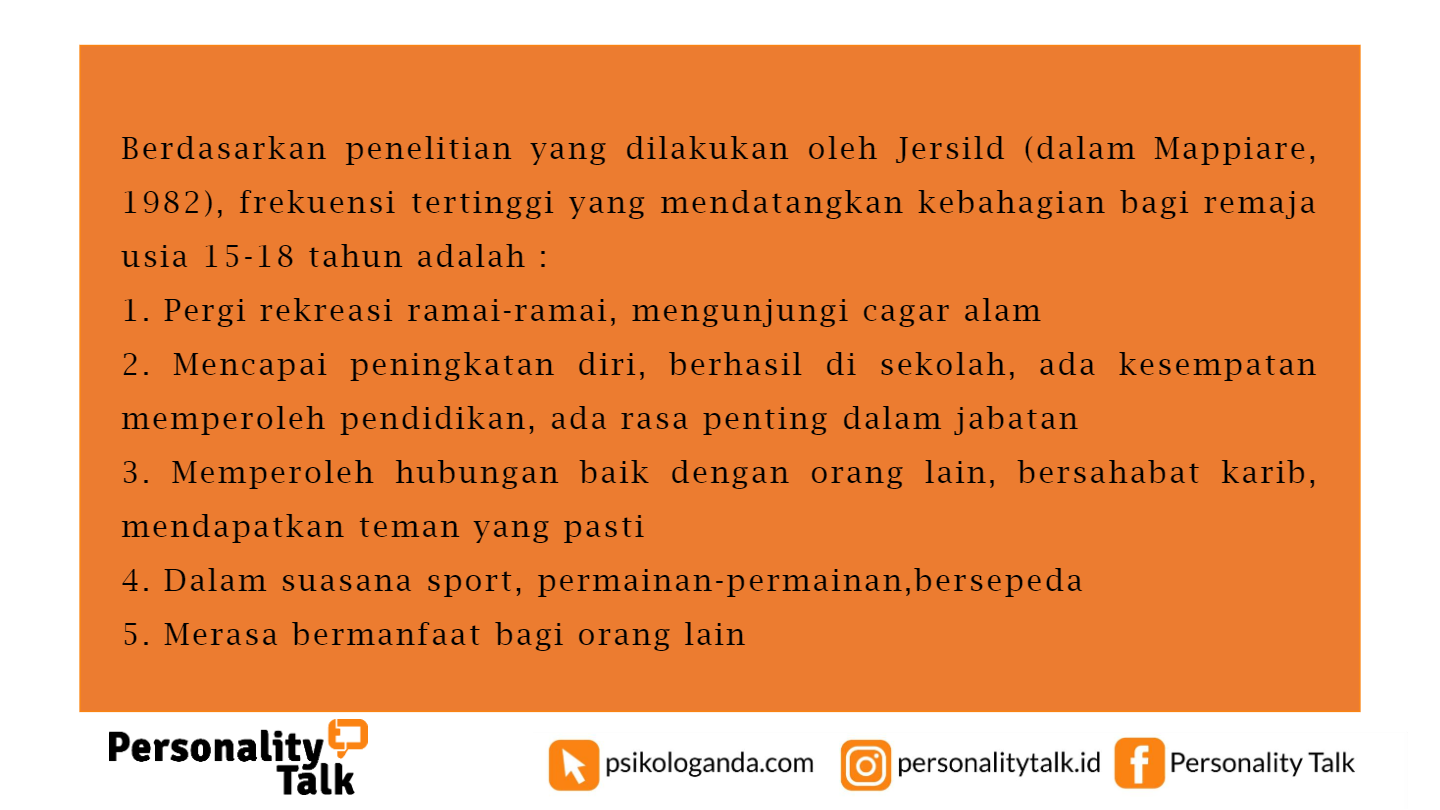 Berdasarkan penelitian yang dilakukan oleh Jersild (dalam Mappiare,
1982), frekuensi tertinggi yang mendatangkan kebahagian bagi remaja
usia 15-18 tahun adalah :
1. Pergi rekreasi ramai-ramai, mengunjungi cagar alam
2. Mencapai peningkatan diri, berhasil di sekolah, ada kesempatan
memperoleh pendidikan, ada rasa penting dalam jabatan
3. Memperoleh hubungan baik dengan orang lain, bersahabat karib,
mendapatkan teman yang pasti
4. Dalam suasana sport, permainan-permainan,bersepeda
5. Merasa bermanfaat bagi orang lain
Personality
Talk
psikologanda.com
personalitytalk.id
Personality Talk